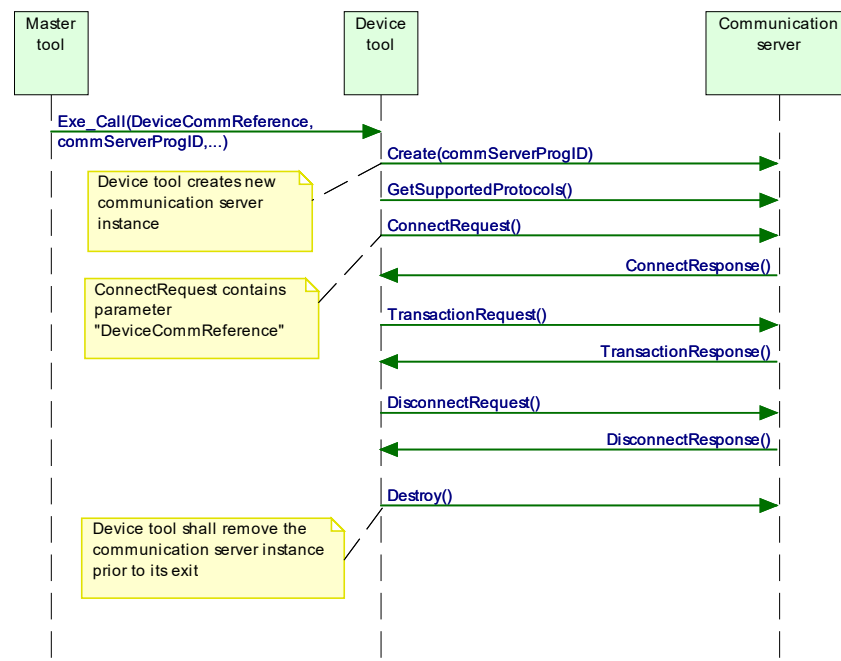 Master
tool
Device
tool
Communication
server
Exe_Call(DeviceCommReference,
commServerProgID,...)
Create(commServerProgID)
Device tool creates new
communication server
instance
GetSupportedProtocols()
ConnectRequest()
ConnectResponse()
ConnectRequest contains
parameter
"DeviceCommReference"
TransactionRequest()
TransactionResponse()
DisconnectRequest()
DisconnectResponse()
Destroy()
Device tool shall remove the
communication server instance
prior to its exit